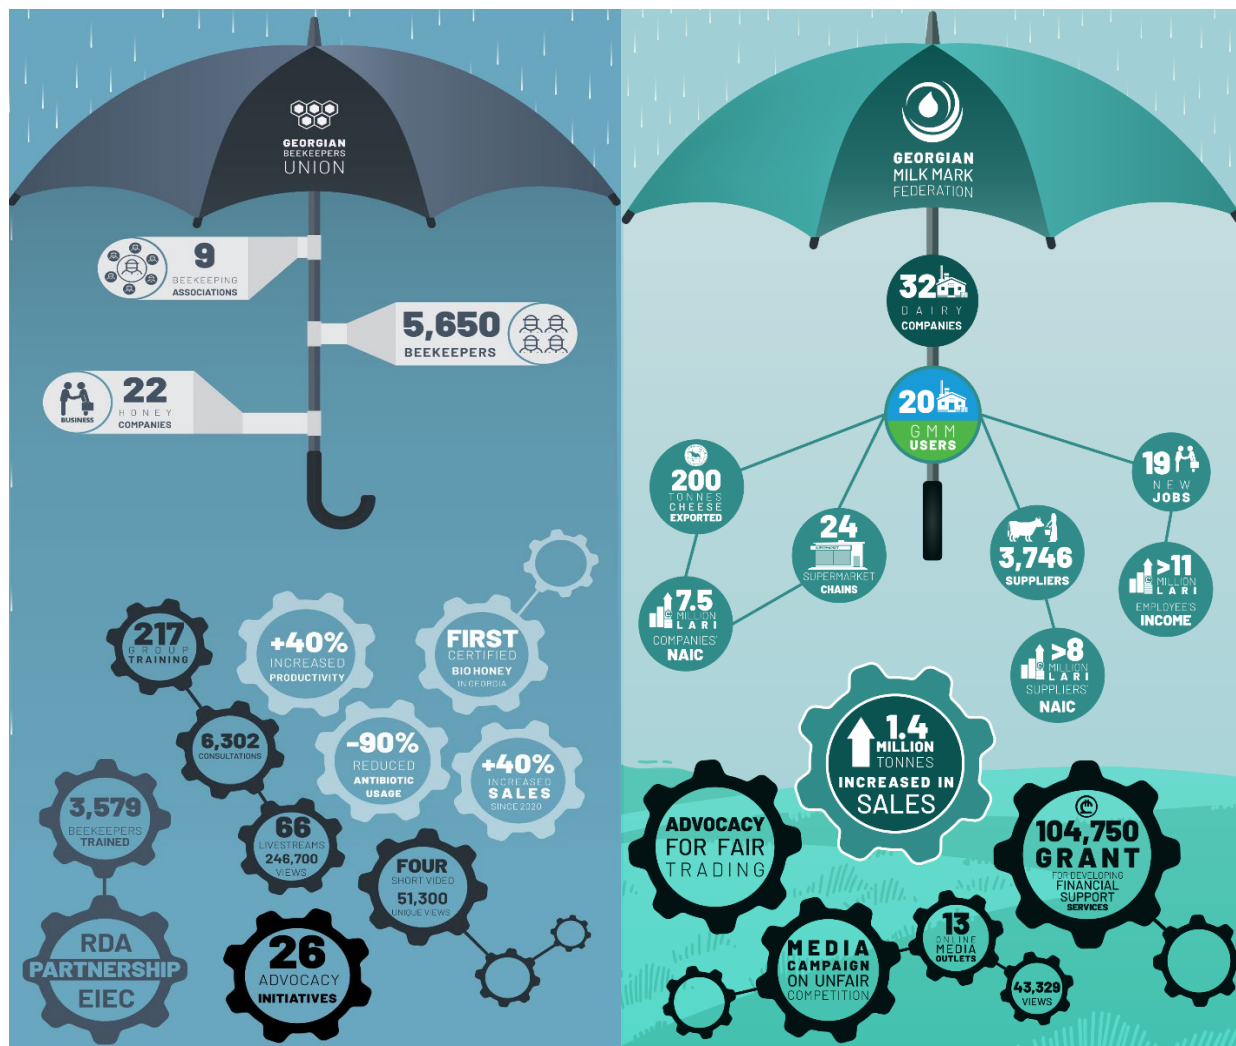 GEORGIAN
BEEKEEPERS
UNION
9
BEEKEEPING
ASSOCIATIONS
5,650
BEEKEEPERS
BUSINESS
22
HONEY
COMPANIES
217
GROUP
TRAINING
+40%
INCREASED
PRODUCTIVITY
FIRST
CERTIFIED
BIO HONEY
IN GEORGIA
6,302
CONSULTATIONS
-90%
REDUCED
ANTIBIOTIC
USAGE
+40%
INCREASED
SALES
SINCE 2020
3,579
BEEKEEPERS
TRAINED
66
LIVESTREAMS
246,700
VIEWS
FOUR
SHORT VIDEO
51,300
UNIQUE VIEWS
RDA
PARTNERSHIP
EIEC
26
ADVOCACY
INITIATIVES
GEORGIAN
MILK MARK
FEDERATION
32
DAIRY
COMPANIES
20
GMM
USERS
200
TONNES
CHEESE
EXPORTED
7.5
MILLION
LARI
COMPANIES'
NAIC
24
SUPERMARKET
SUPERMARKET
CHAINS
3,746
SUPPLIERS
>8
MILLION
LARI
SUPPLIERS'
NAIC
19
NEW
JOBS
>11
MILLION
LARI
EMPLOYEE'S
INCOME
1.4
MILLION
TONNES
INCREASED IN
SALES
ADVOCACY
FOR FAIR
TRADING
104,750
GRANT
FOR DEVELOPING
FINANCIAL
SUPPORT
SERVICES
MEDIA
CAMPAIGN
ON UNFAIR
COMPETITION
13
ONLINE
MEDIA
OUTLETS
43,329
VIEWS